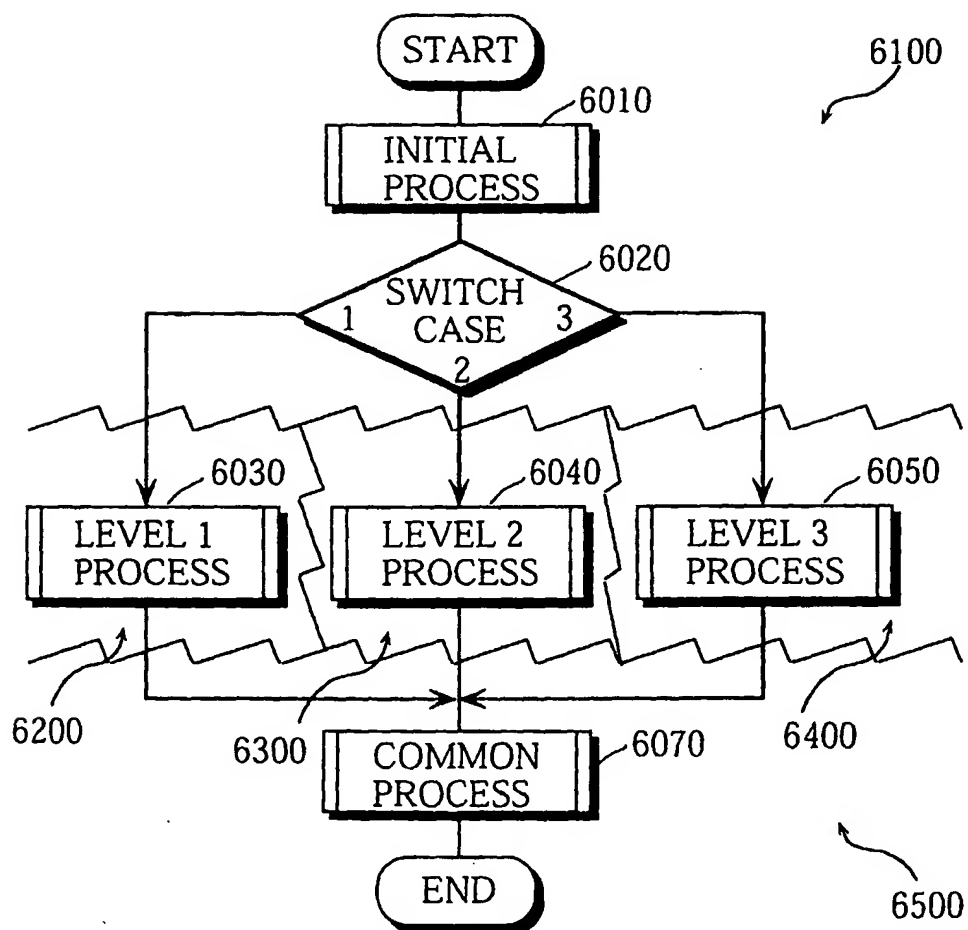 START
6100
6010
INITIAL
PROCESS
6020
SWITCH
1 CASE 3
2
6030
6040
6050
LEVEL 1
PROCESS
LEVEL 2
PROCESS
LEVEL 3
PROCESS
6200
6300
6400
6070
COMMON
PROCESS
END
6500